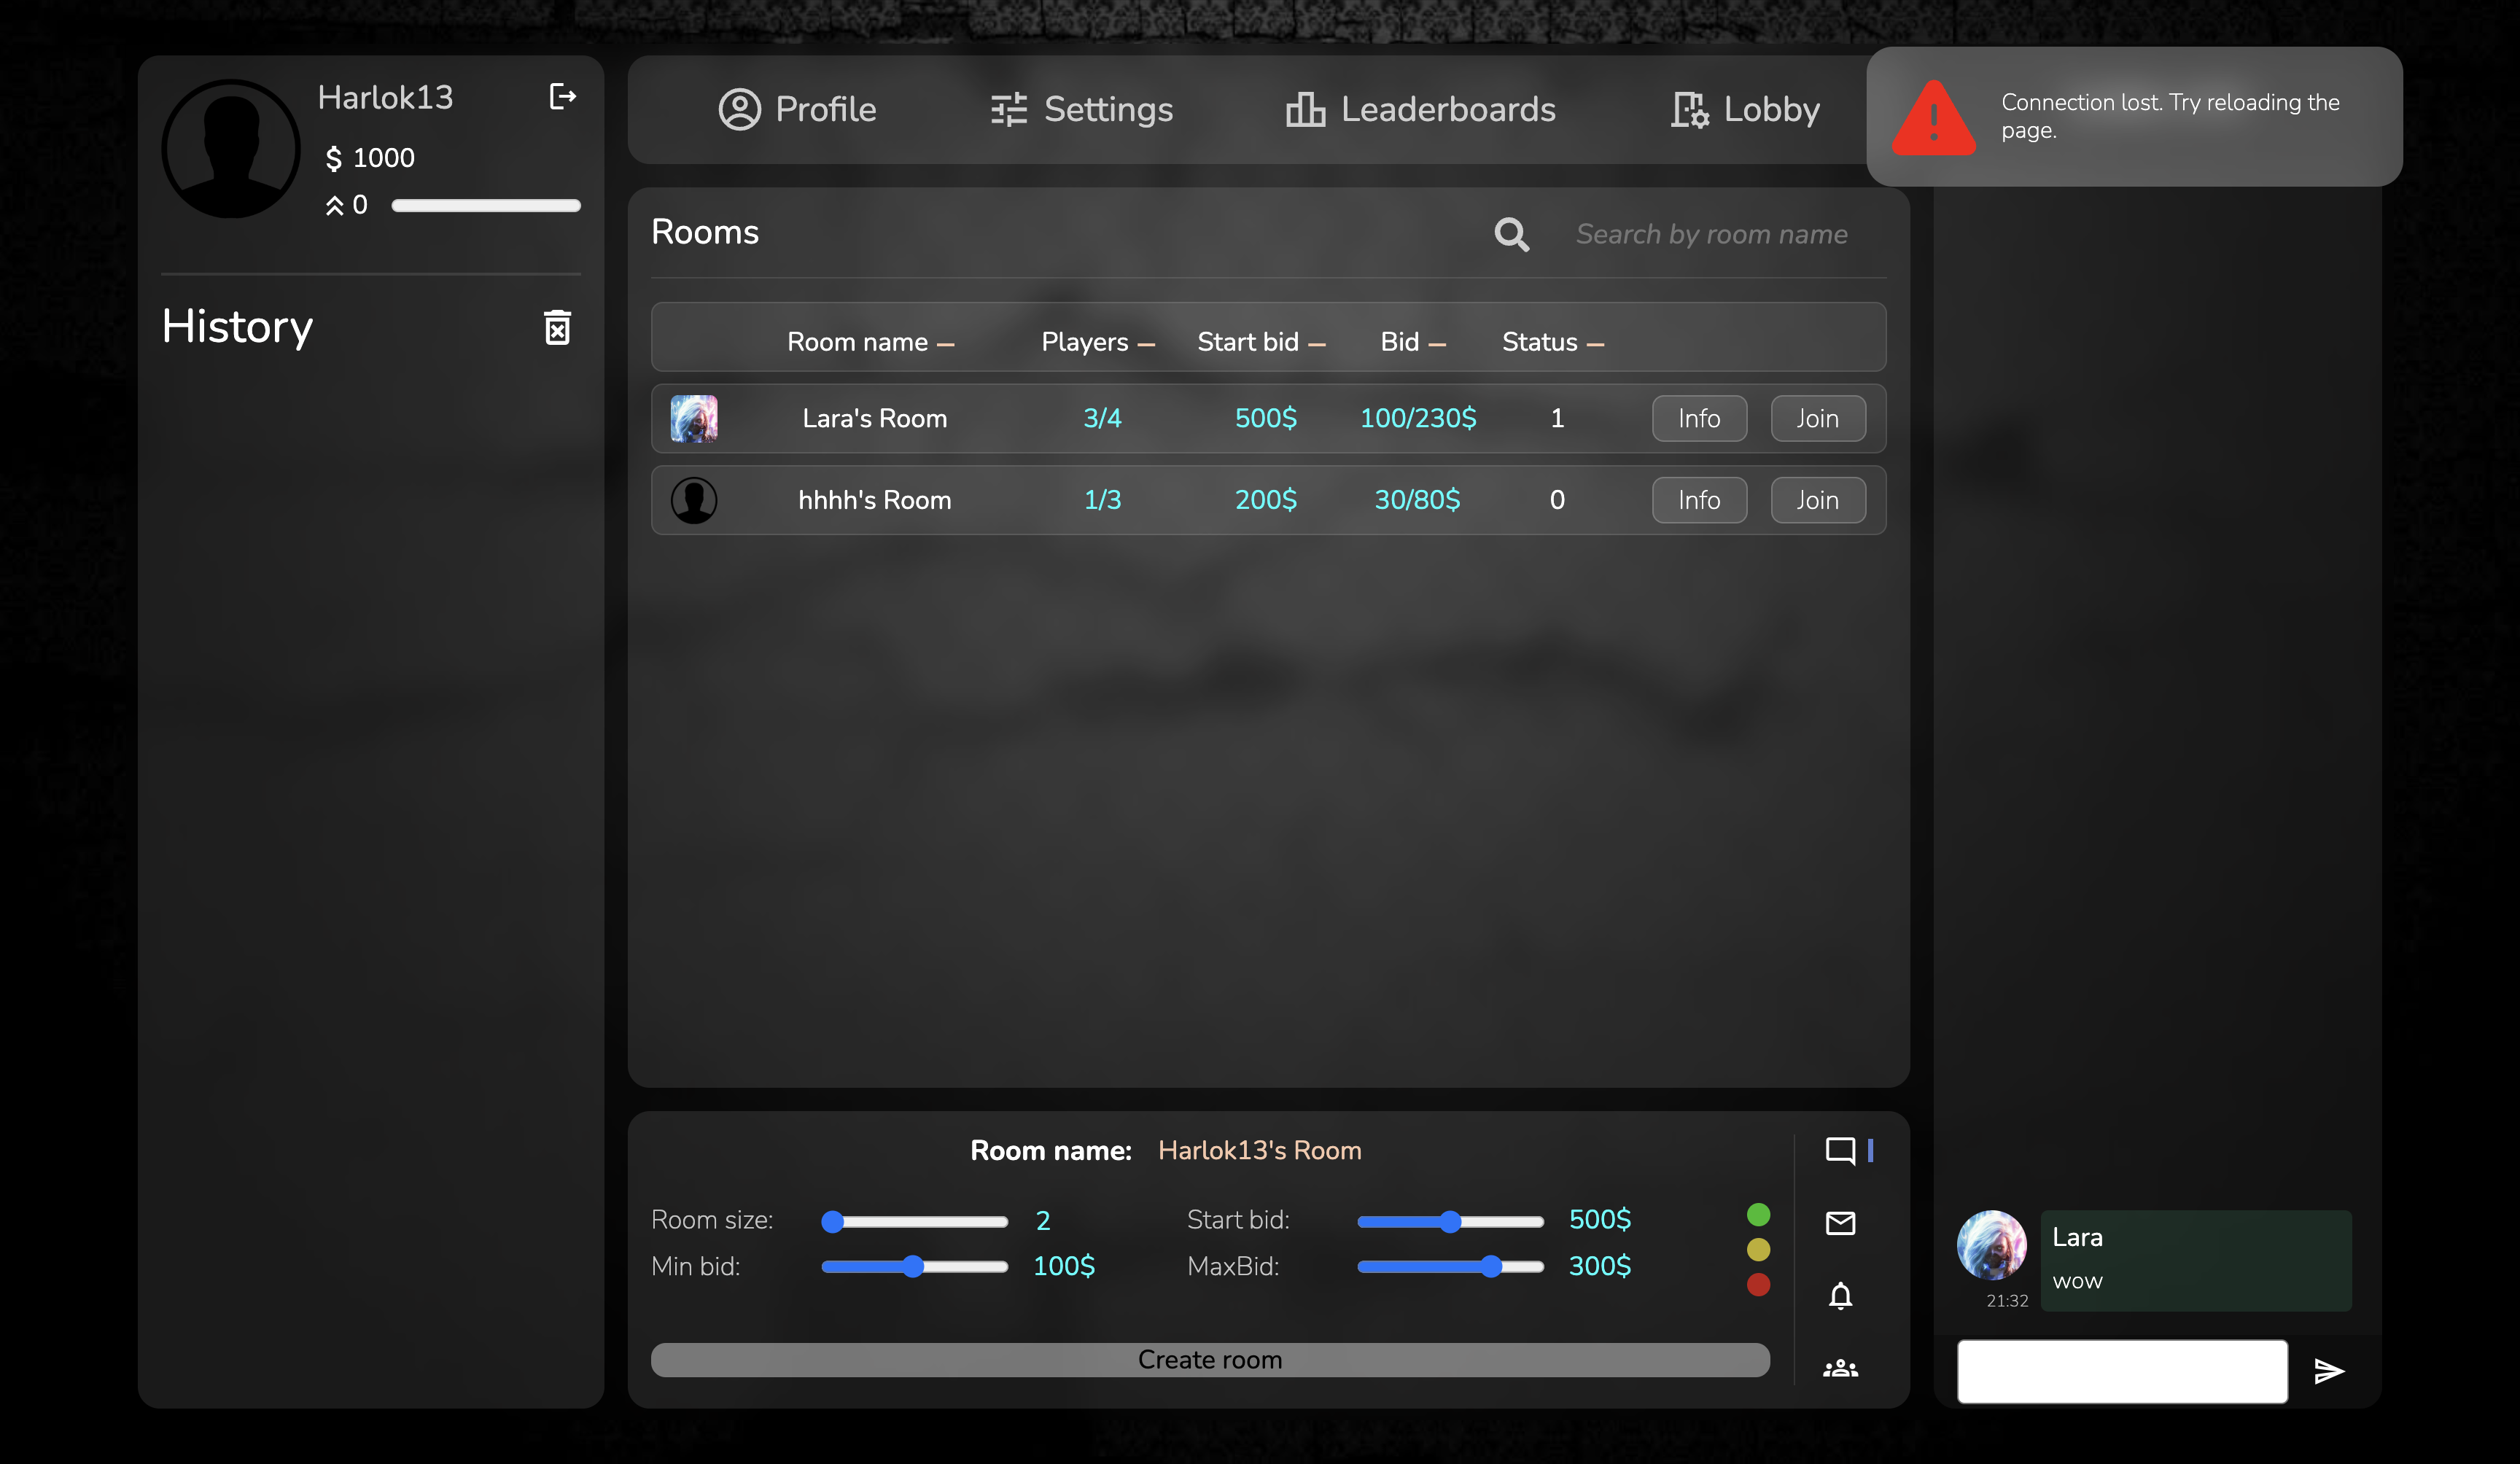 Harlok13
$ 1000
0
History
Profile
Settings
Leaderboards
Lobby
Connection lost. Try reloading the
page.
Rooms
Search by room name
Room name – Players – Start bid – Bid – Status –
Lara's Room 3/4 500$ 100/230$ 1 Info Join
hhhh's Room 1/3 200$ 30/80$ 0 Info Join
Room name: Harlok13's Room
Room size: 2 Start bid: 500$
Min bid: 100$ MaxBid: 300$
Create room
Lara
wow
21:32